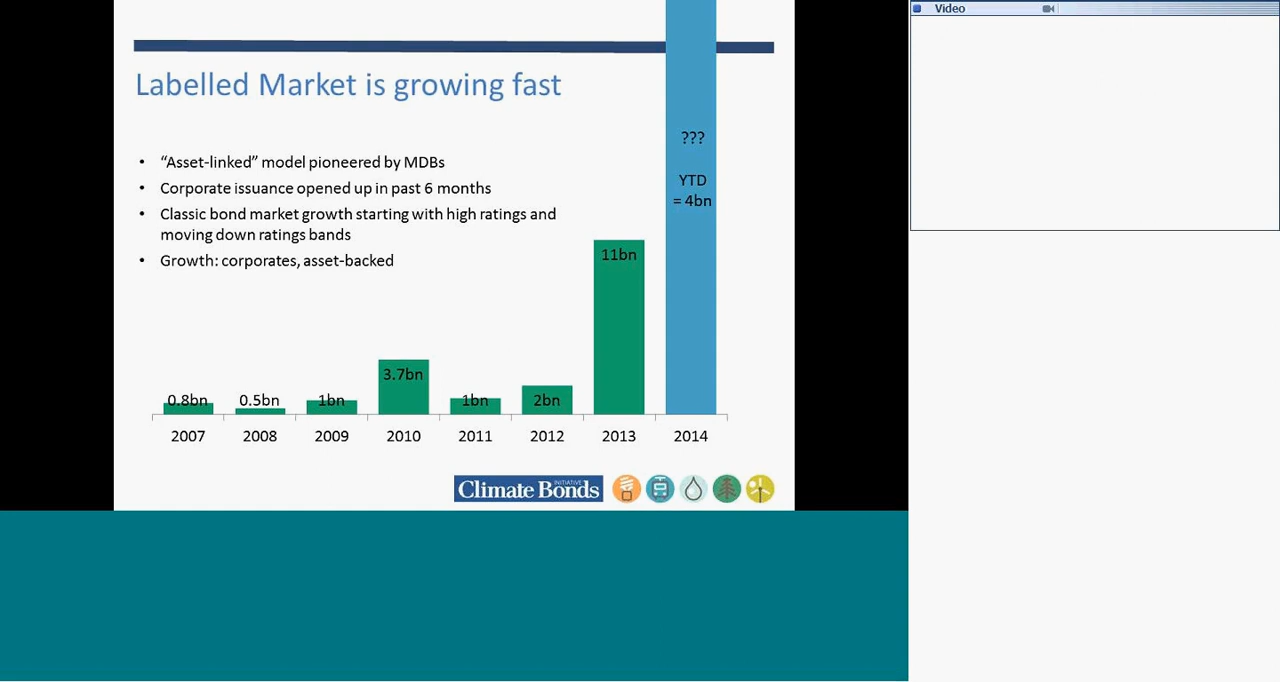 Video
Labelled Market is growing fast
???
• “Asset-linked” model pioneered by MDBs
YTD
= 4bn
• Corporate issuance opened up in past 6 months
• Classic bond market growth starting with high ratings and
moving down ratings bands
• Growth: corporates, asset-backed
11bn
3.7bn
0.8bn 0.5bn 1bn 1bn 2bn
2007 2008 2009 2010 2011 2012 2013 2014
INITIATIVE
Climate Bonds